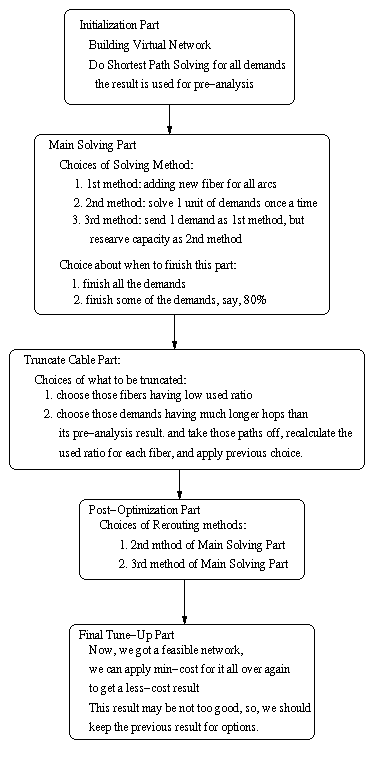 Initialization Part
Building Virtual Network
Do Shortest Path Solving for all demands
the result is used for pre-analysis
Main Solving Part
Choices of Solving Method:
1. 1st method: adding new fiber for all arcs
2. 2nd method: solve 1 unit of demands once a time
3. 3rd method: send 1 demand as 1st method, but
researve capacity as 2nd method
Choice about when to finish this part:
1. finish all the demands
2. finish some of the demands, say, 80%
Truncate Cable Part:
Choices of what to be truncated:
1. choose those fibers having low used ratio
2. choose those demands having much longer hops than
its pre-analysis result. and take those paths off, recalculate the
used ratio for each fiber, and apply previous choice.
Post-Optimization Part
Choices of Rerouting methods:
1. 2nd mthod of Main Solving Part
2. 3rd method of Main Solving Part
Final Tune-Up Part
Now, we got a feasible network,
we can apply min-cost for it all over again
to get a less-cost result
This result may be not too good, so, we should
keep the previous result for options.